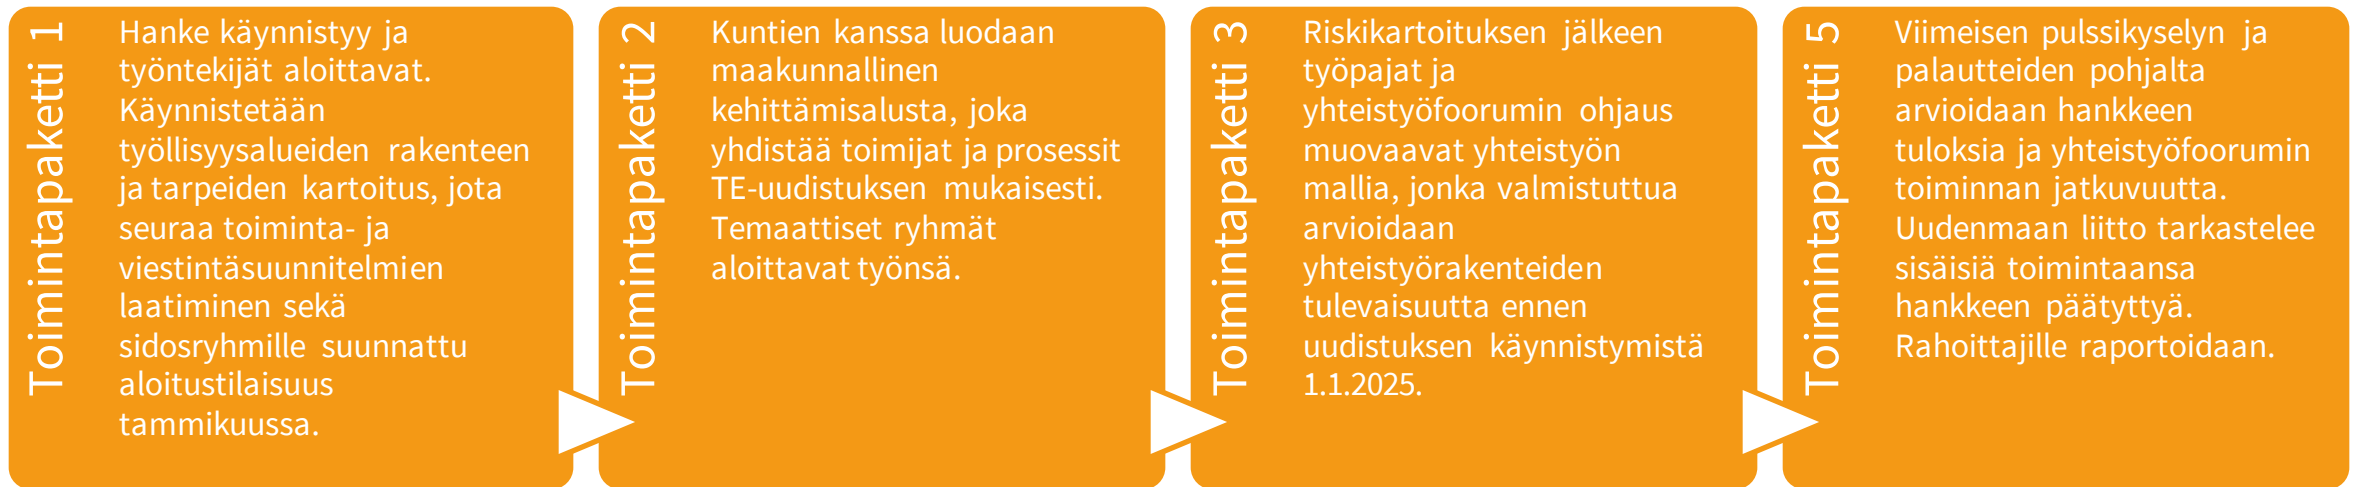 Toimintapaketti 1
Hanke käynnistyy ja
työntekijät aloittavat.
Käynnistetään
työllisyysalueiden rakenteen
ja tarpeiden kartoitus, jota
seuraa toiminta- ja
viestintäsuunnitelmien
laatiminen sekä
sidosryhmille suunnattu
aloitustilaisuus
tammikuussa.
Toimintapaketti 2
Kuntien kanssa luodaan
maakunnallinen
kehittämisalusta, joka
yhdistää toimijat ja prosessit
TE-uudistuksen mukaisesti.
Temaattiset ryhmät
aloittavat työnsä.
Toimintapaketti 3
Riskikartoituksen jälkeen
työpajat ja
yhteistyöfoorumin ohjaus
muovaavat yhteistyön
mallia, jonka valmistuttua
arvioidaan
yhteistyörakenteiden
tulevaisuutta ennen
uudistuksen käynnistymistä
1.1.2025.
Toimintapaketti 5
Viimeisen pulssikyselyn ja
palautteiden pohjalta
arvioidaan hankkeen
tuloksia ja yhteistyöfoorumin
toiminnan jatkuvuutta.
Uudenmaan liitto tarkastelee
sisäisiä toimintaansa
hankkeen päätyttyä.
Rahoittajille raportoidaan.